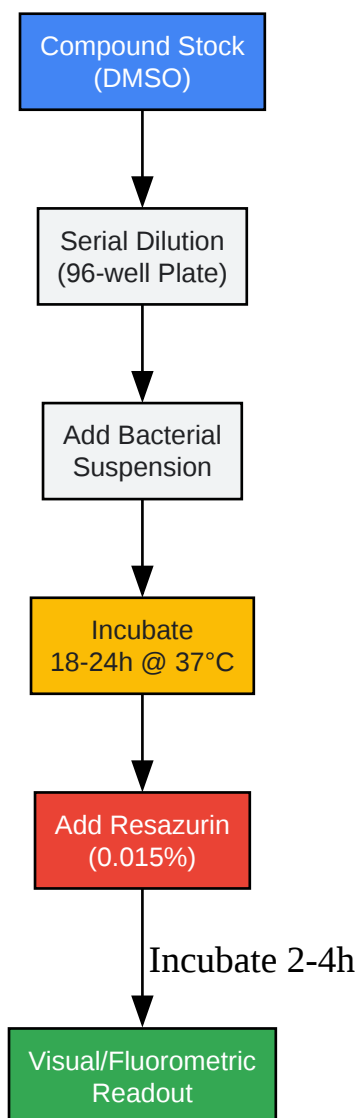 Compound Stock
(DMSO)
Serial Dilution
(96-well Plate)
Add Bacterial
Suspension
Incubate
18-24h @ 37°C
Add Resazurin
(0.015%)
Incubate 2-4h
Visual/Fluorometric
Readout